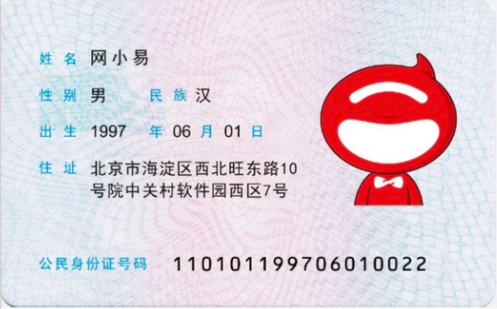 姓名 网小易
性别 男 民族 汉
出生 1997 年 06 月 01 日
住址 北京市海淀区西北旺东路10
号院中关村软件园西区7号
公民身份证号码 110101199706010022